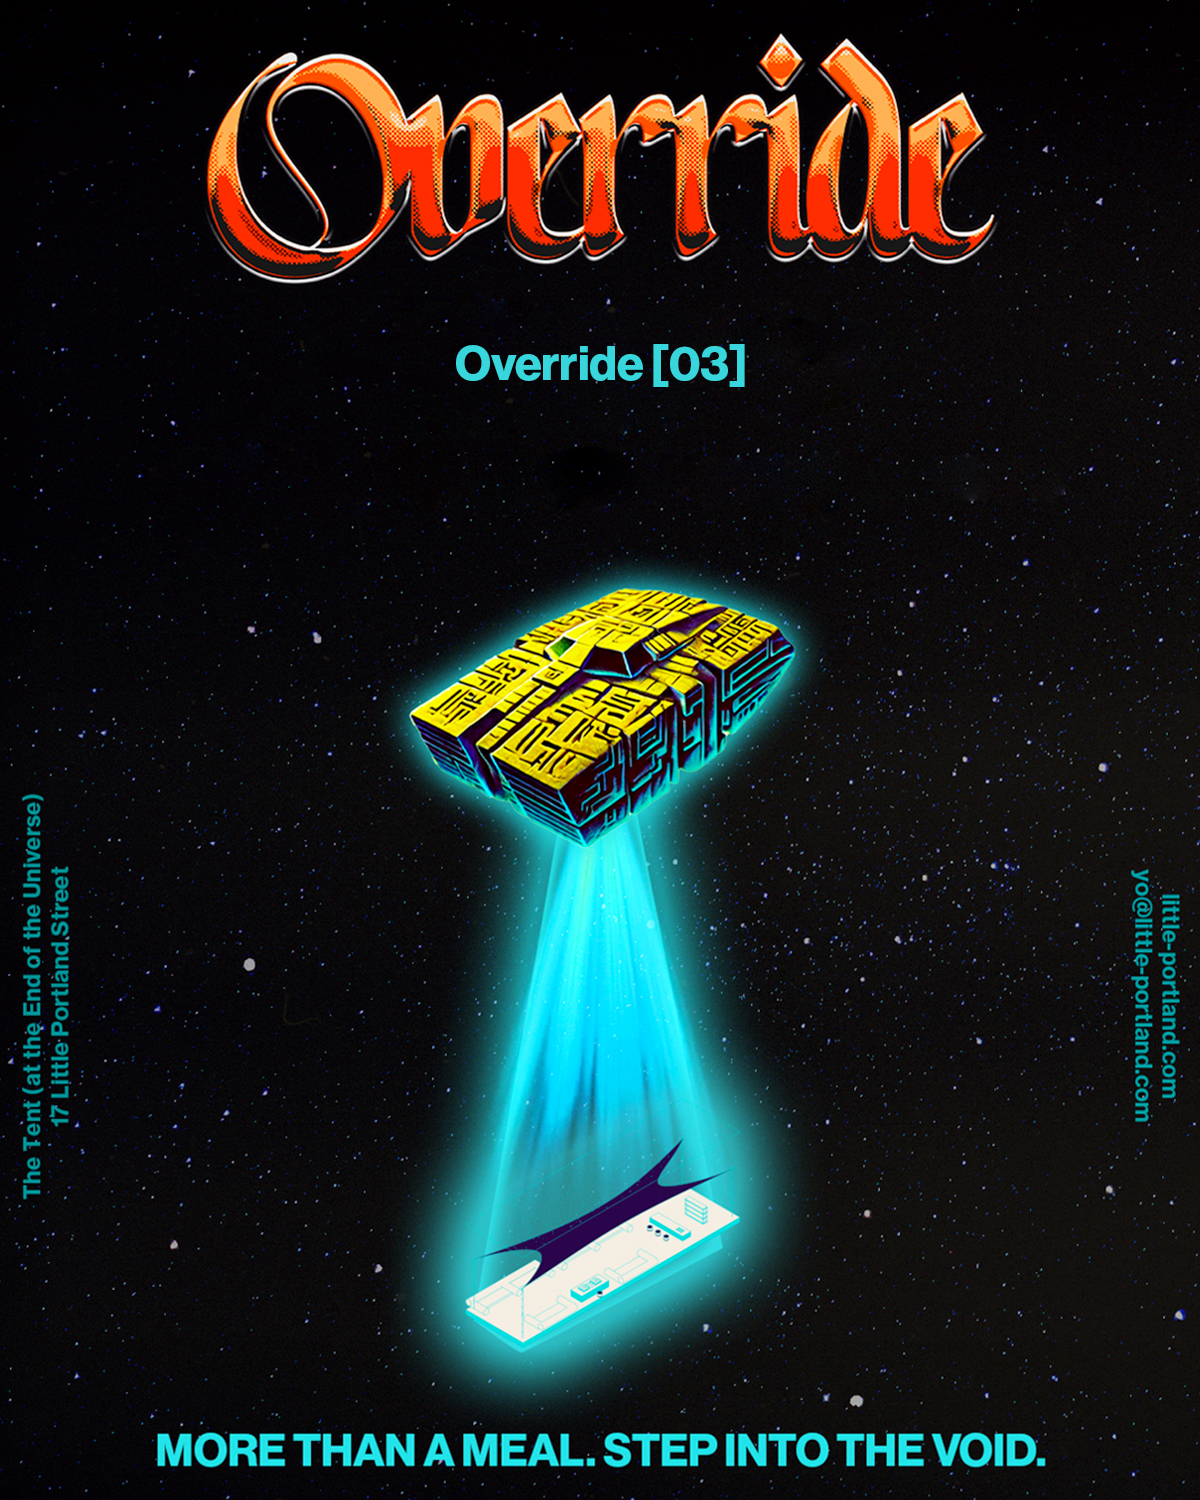 Override
Override [03]
The Tent (at the End of the Universe)
17 Little Portland Street
little-portland.com
yo@little-portland.com
MORE THAN A MEAL. STEP INTO THE VOID.